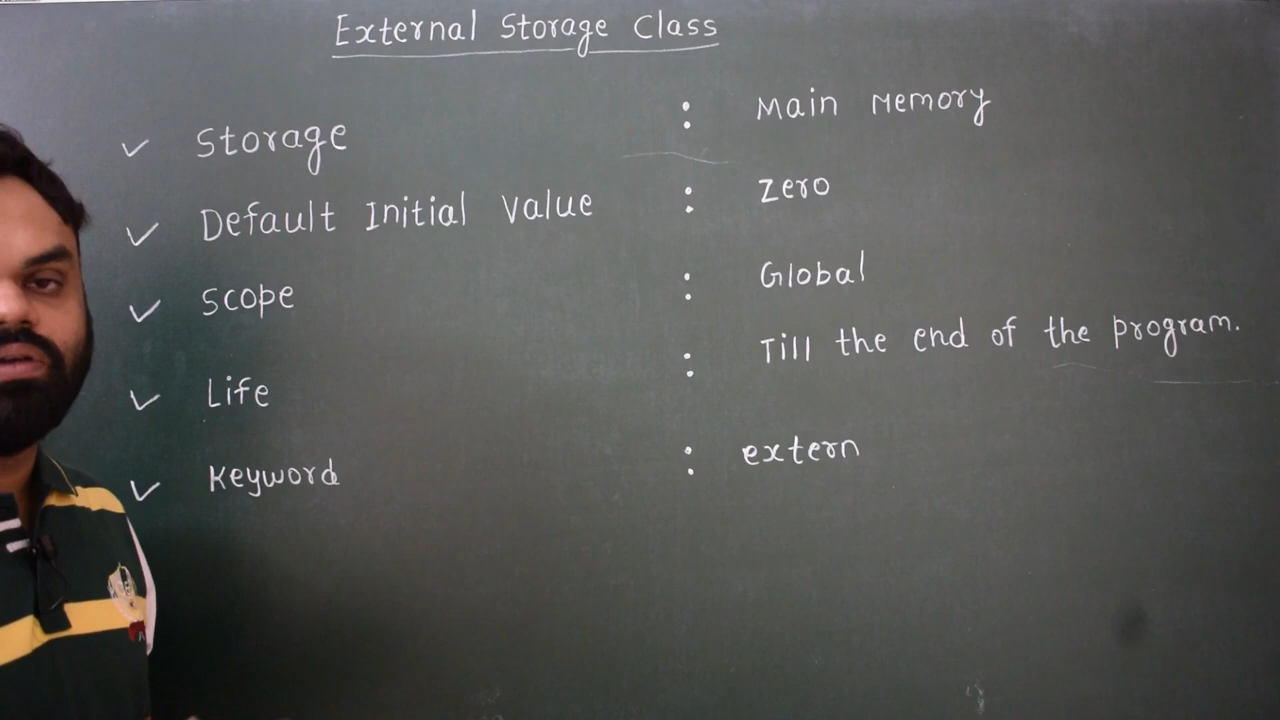 External Storage Class
✓ Storage : Main Memory
✓ Default Initial Value : Zero
✓ Scope : Global
✓ Life : Till the end of the program.
✓ Keyword : extern